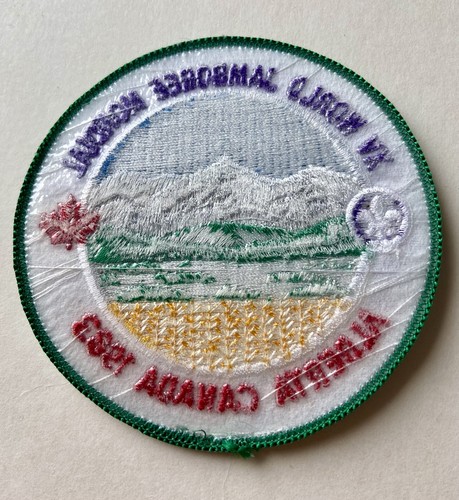 XV WORLD JAMBOREE MONDIAL
ALBERTA CANADA 1983